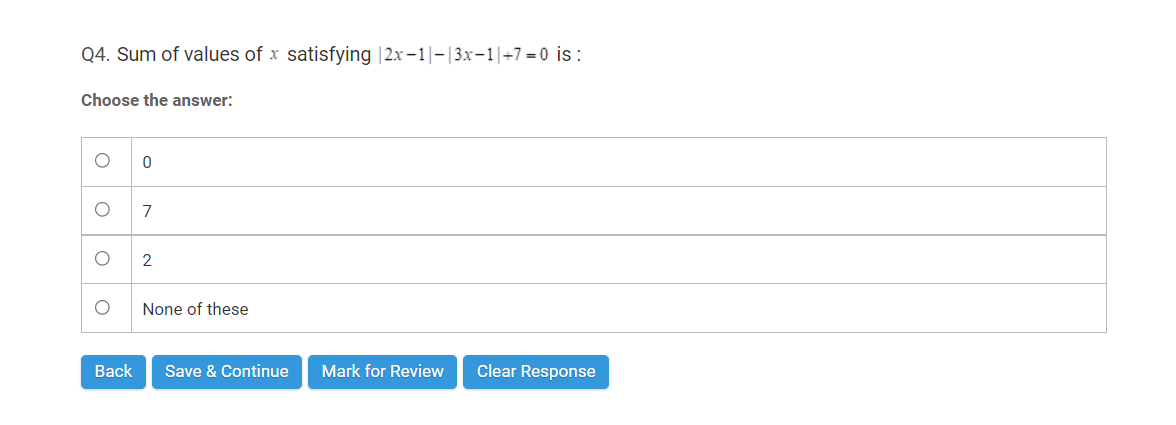 Q4. Sum of values of x satisfying |2x−1|−|3x−1|+7=0 is :
Choose the answer:
0
7
2
None of these
Back Save & Continue Mark for Review Clear Response